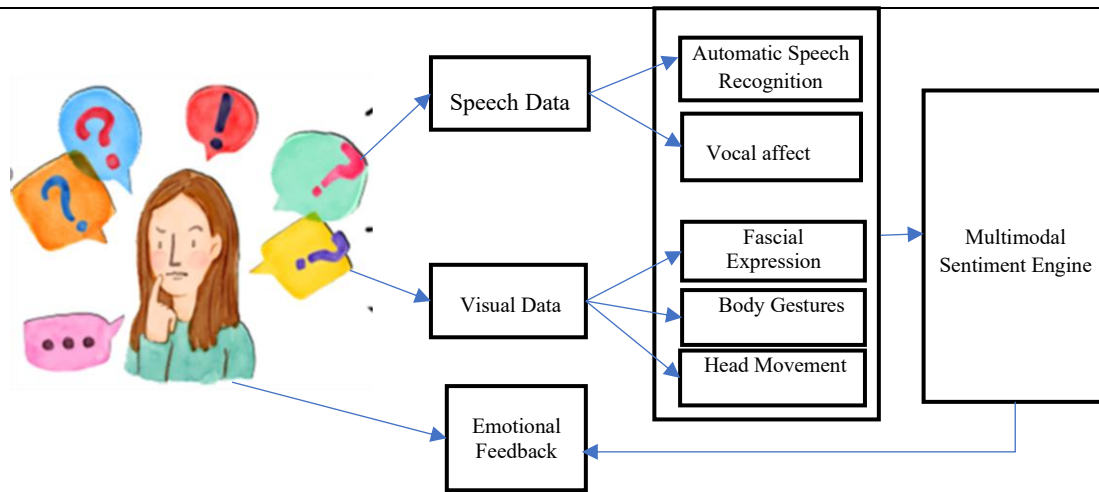 Speech Data
Automatic Speech
Recognition
Vocal affect
Visual Data
Fascial
Expression
Body Gestures
Head Movement
Multimodal
Sentiment Engine
Emotional
Feedback
?
?
!
?
?
...